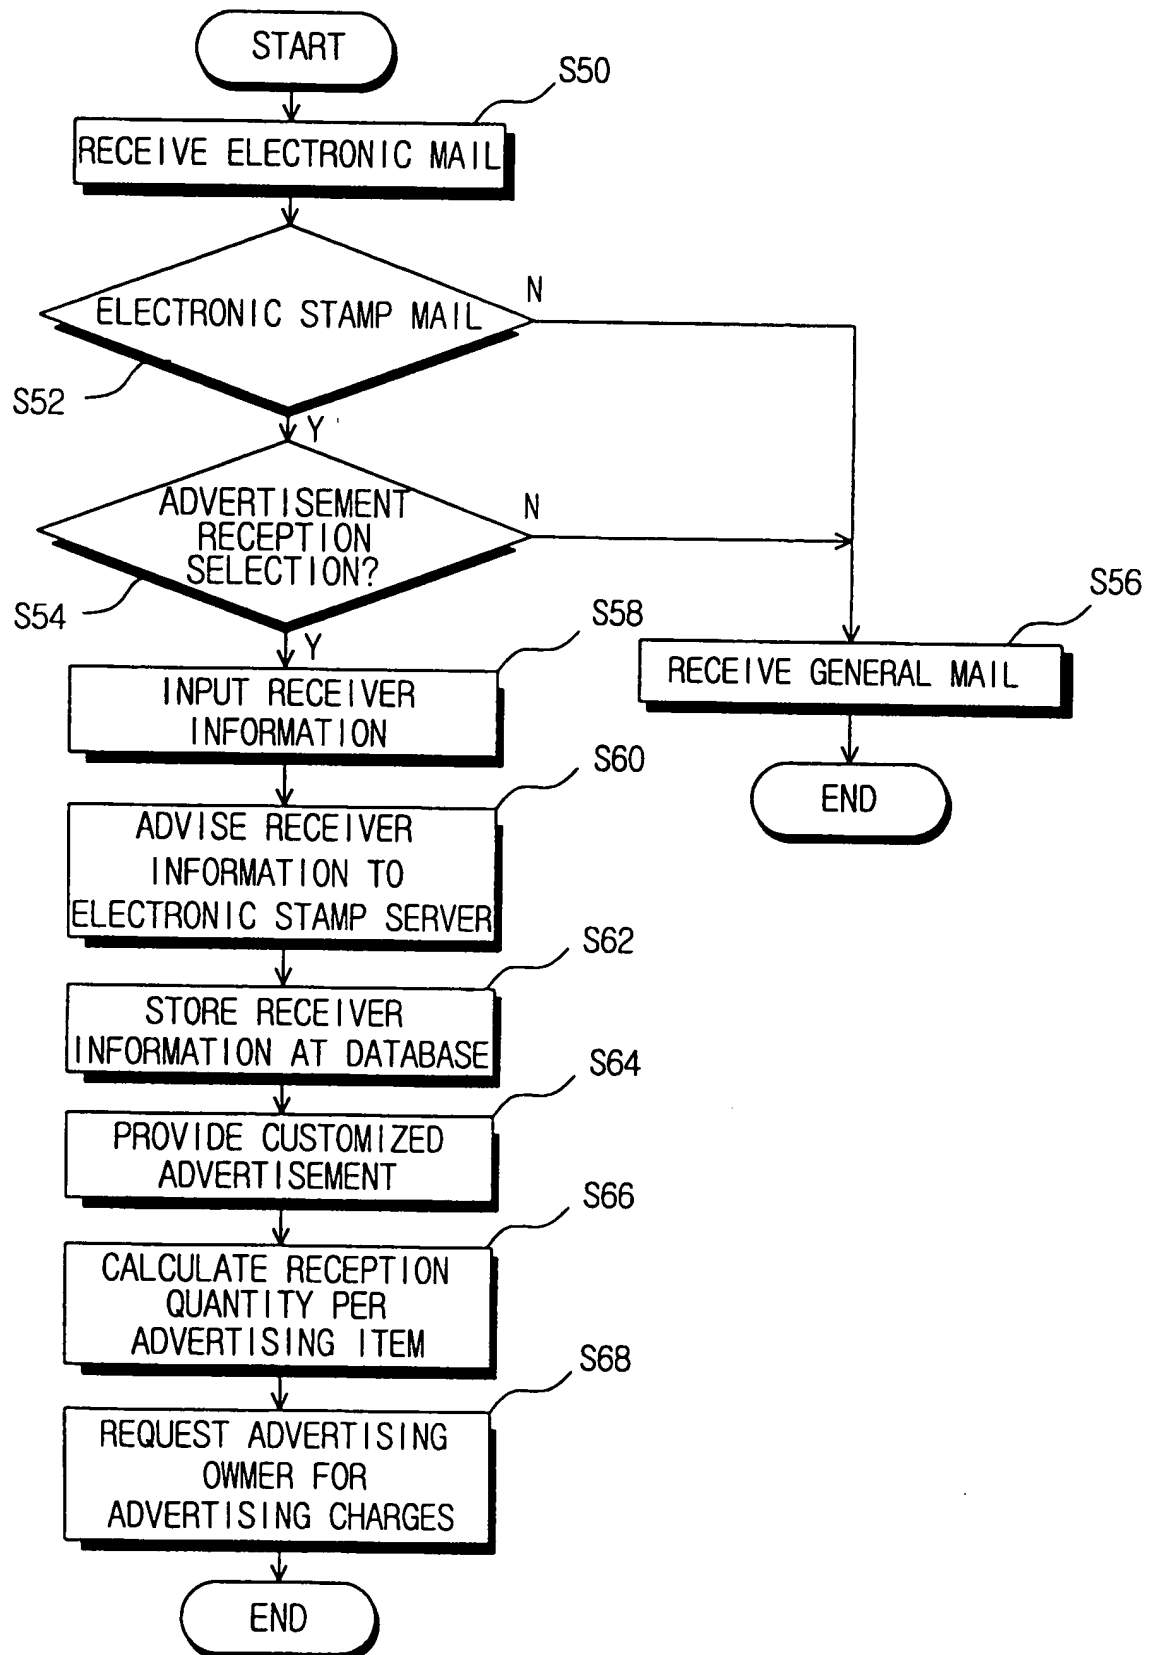 START
S50
RECEIVE ELECTRONIC MAIL
N
ELECTRONIC STAMP MAIL
S52
Y
ADVERTISEMENT
RECEPTION
SELECTION?
N
S54
Y
S58
INPUT RECEIVER
INFORMATION
S56
RECEIVE GENERAL MAIL
END
S60
ADVISE RECEIVER
INFORMATION TO
ELECTRONIC STAMP SERVER
S62
STORE RECEIVER
INFORMATION AT DATABASE
S64
PROVIDE CUSTOMIZED
ADVERTISEMENT
S66
CALCULATE RECEPTION
QUANTITY PER
ADVERTISING ITEM
S68
REQUEST ADVERTISING
OWMER FOR
ADVERTISING CHARGES
END